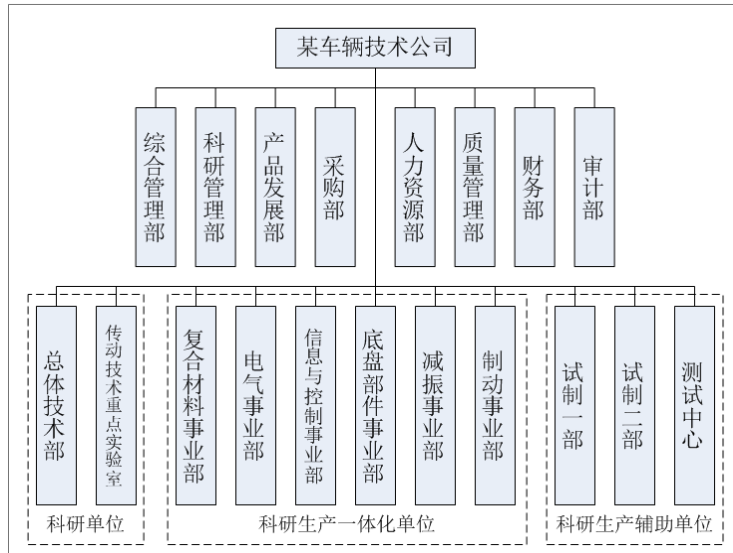 某车辆技术公司
综合管理部
科研管理部
产品发展部
采购部
人力资源部
质量管理部
财务部
审计部
总体技术部
传动技术重点实验室
复合材料事业部
电气事业部
信息与控制事业部
底盘部件事业部
减振事业部
制动事业部
试制一部
试制二部
测试中心
科研单位
科研生产一体化单位
科研生产辅助单位